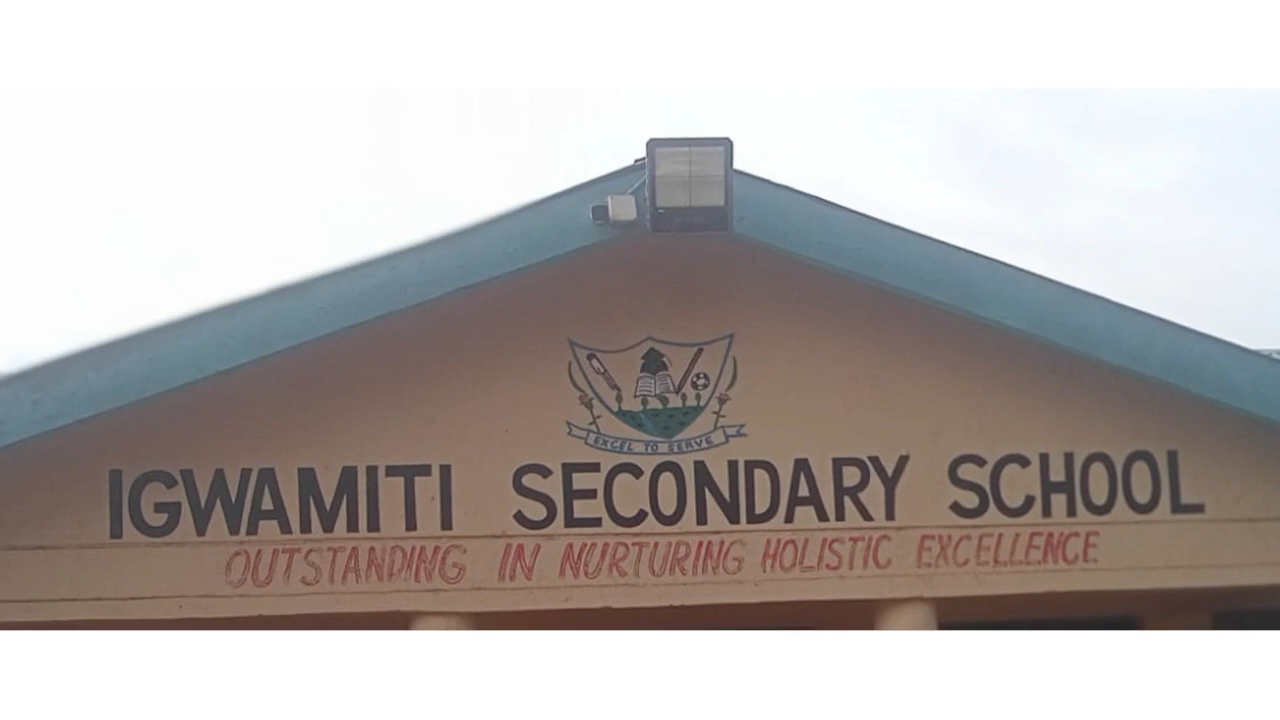 EXCEL TO SERVE
IGWAMITI SECONDARY SCHOOL
OUTSTANDING IN NURTURING HOLISTIC EXCELLENCE